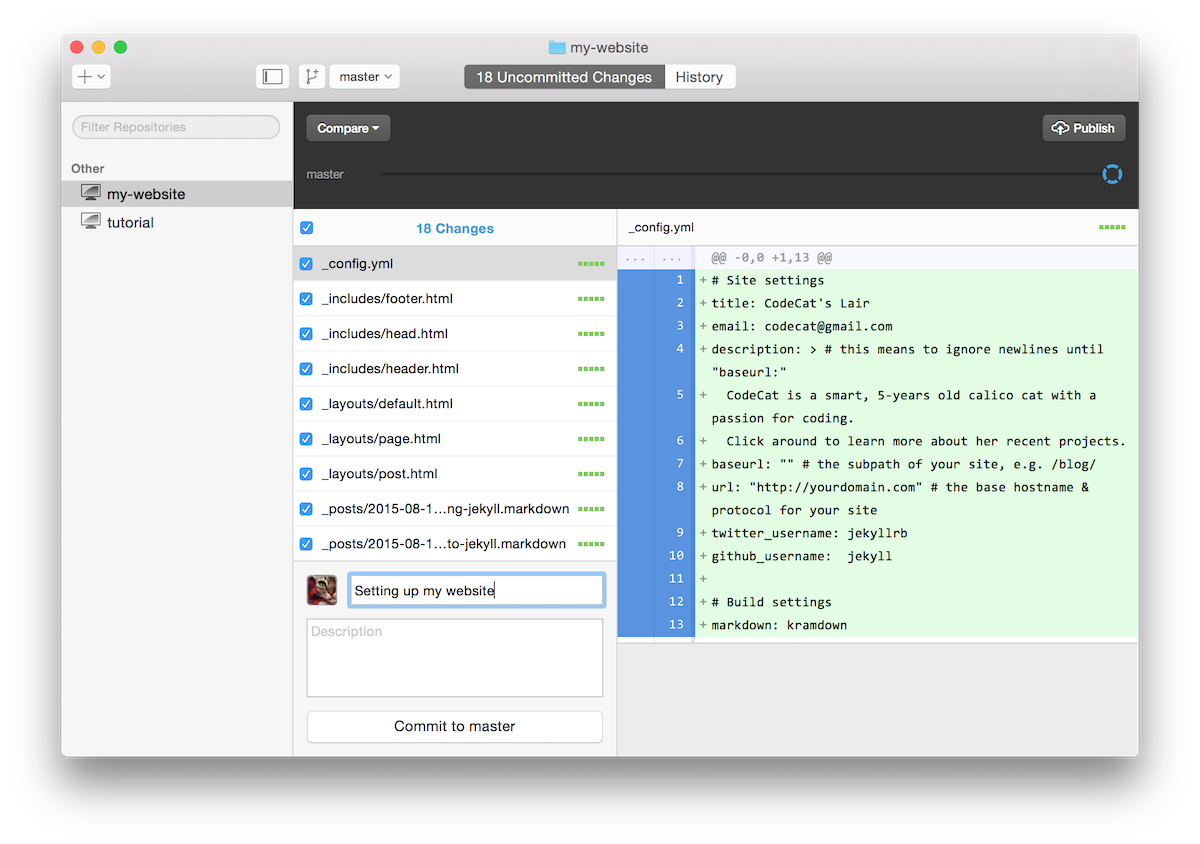 my-website
master
18 Uncommitted Changes
History
Filter Repositories
Other
my-website
tutorial
Compare
Publish
master
18 Changes
_config.yml
_includes/footer.html
_includes/head.html
_includes/header.html
_layouts/default.html
_layouts/page.html
_layouts/post.html
_posts/2015-08-1...ng-jekyll.markdown
_posts/2015-08-1...to-jekyll.markdown
Setting up my website
Description
Commit to master
_config.yml
... ... @@ -0,0 +1,13 @@
1 +# Site settings
2 +title: CodeCat's Lair
3 +email: codecat@gmail.com
4 +description: > # this means to ignore newlines until
"baseurl:"
5 +  CodeCat is a smart, 5-years old calico cat with a
passion for coding.
6 +  Click around to learn more about her recent projects.
7 +baseurl: "" # the subpath of your site, e.g. /blog/
8 +url: "http://yourdomain.com" # the base hostname &
protocol for your site
9 +twitter_username: jekyllrb
10 +github_username:  jekyll
11 +
12 +# Build settings
13 +markdown: kramdown